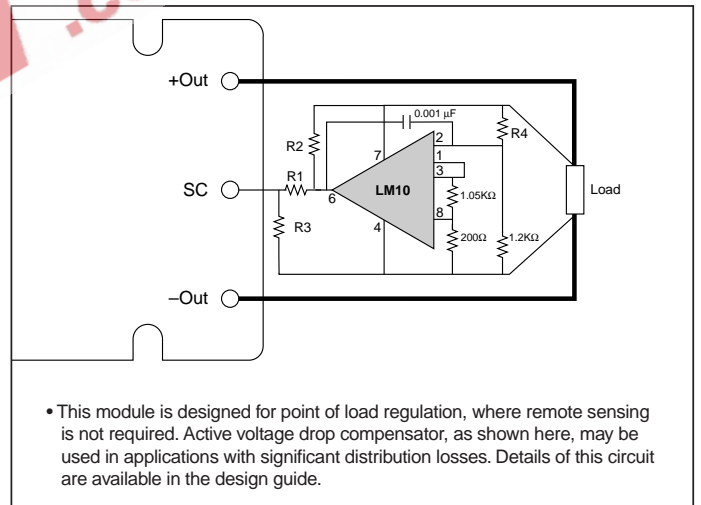 +Out
0.001 µF
R2
2
R4
7
1
R1
3
SC
LM10
Load
6
1.05KΩ
R3
4
8
200Ω
1.2KΩ
–Out
• This module is designed for point of load regulation, where remote sensing
is not required. Active voltage drop compensator, as shown here, may be
used in applications with significant distribution losses. Details of this circuit
are available in the design guide.